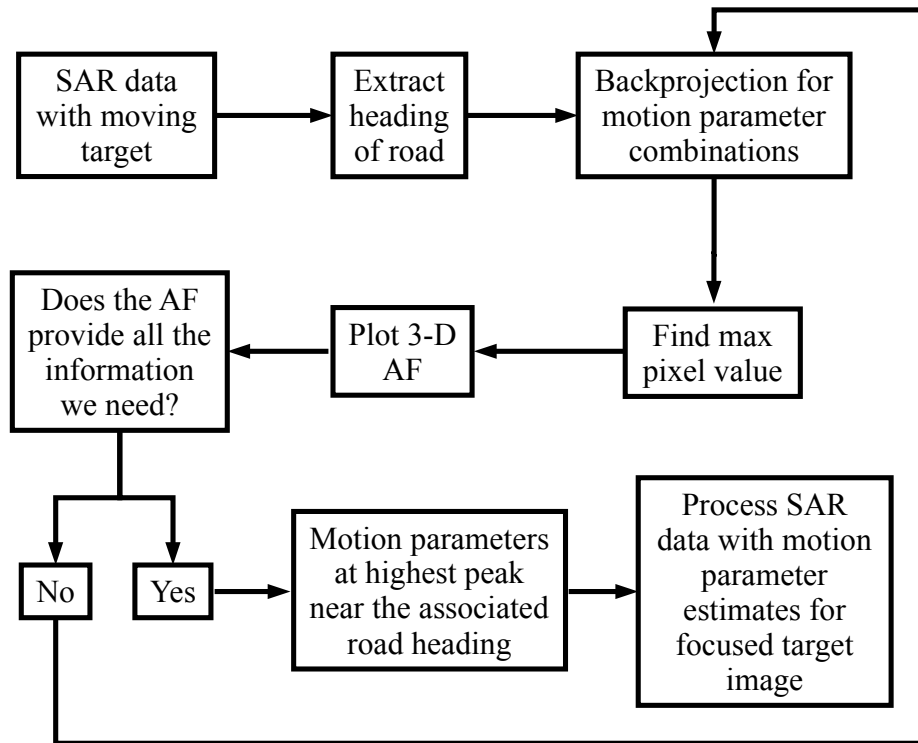 SAR data
with moving
target
Extract
heading
of road
Backprojection for
motion parameter
combinations
Find max
pixel value
Plot 3-D
AF
Does the AF
provide all the
information
we need?
No
Yes
Motion parameters
at highest peak
near the associated
road heading
Process SAR
data with motion
parameter
estimates for
focused target
image